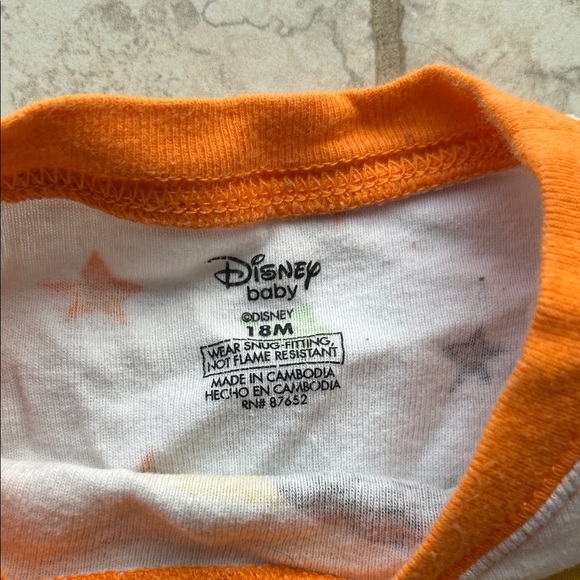 Disney
baby
©DISNEY
18M
WEAR SNUG-FITTING,
NOT FLAME RESISTANT
MADE IN CAMBODIA
HECHO EN CAMBODIA
RN# 87652